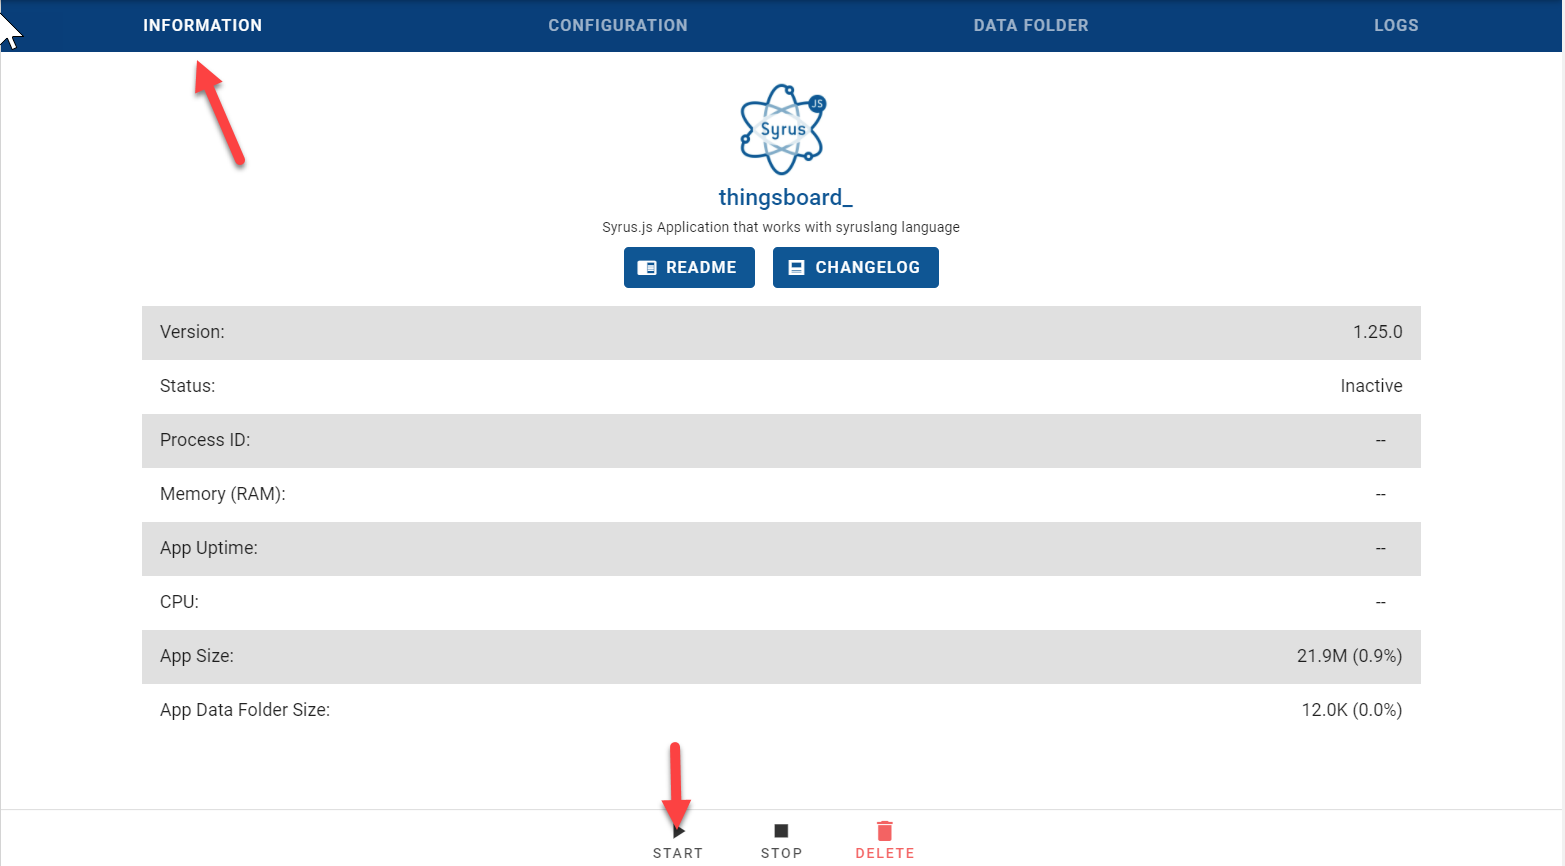 INFORMATION CONFIGURATION DATA FOLDER LOGS
JS
Syrus
thingsboard_
Syrus.js Application that works with syruslang language
README CHANGELOG
Version: 1.25.0
Status: Inactive
Process ID: --
Memory (RAM): --
App Uptime: --
CPU: --
App Size: 21.9M (0.9%)
App Data Folder Size: 12.0K (0.0%)
START STOP DELETE